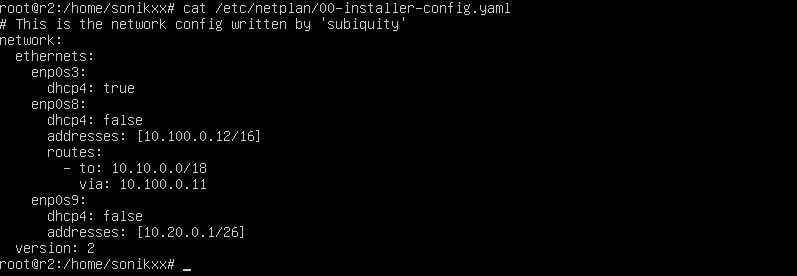 root@r2:/home/sonikxx# cat /etc/netplan/00-installer-config.yaml
# This is the network config written by 'subiquity'
network:
  ethernets:
    enp0s3:
      dhcp4: true
    enp0s8:
      dhcp4: false
      addresses: [10.100.0.12/16]
      routes:
        - to: 10.10.0.0/18
          via: 10.100.0.11
    enp0s9:
      dhcp4: false
      addresses: [10.20.0.1/26]
  version: 2
root@r2:/home/sonikxx# _